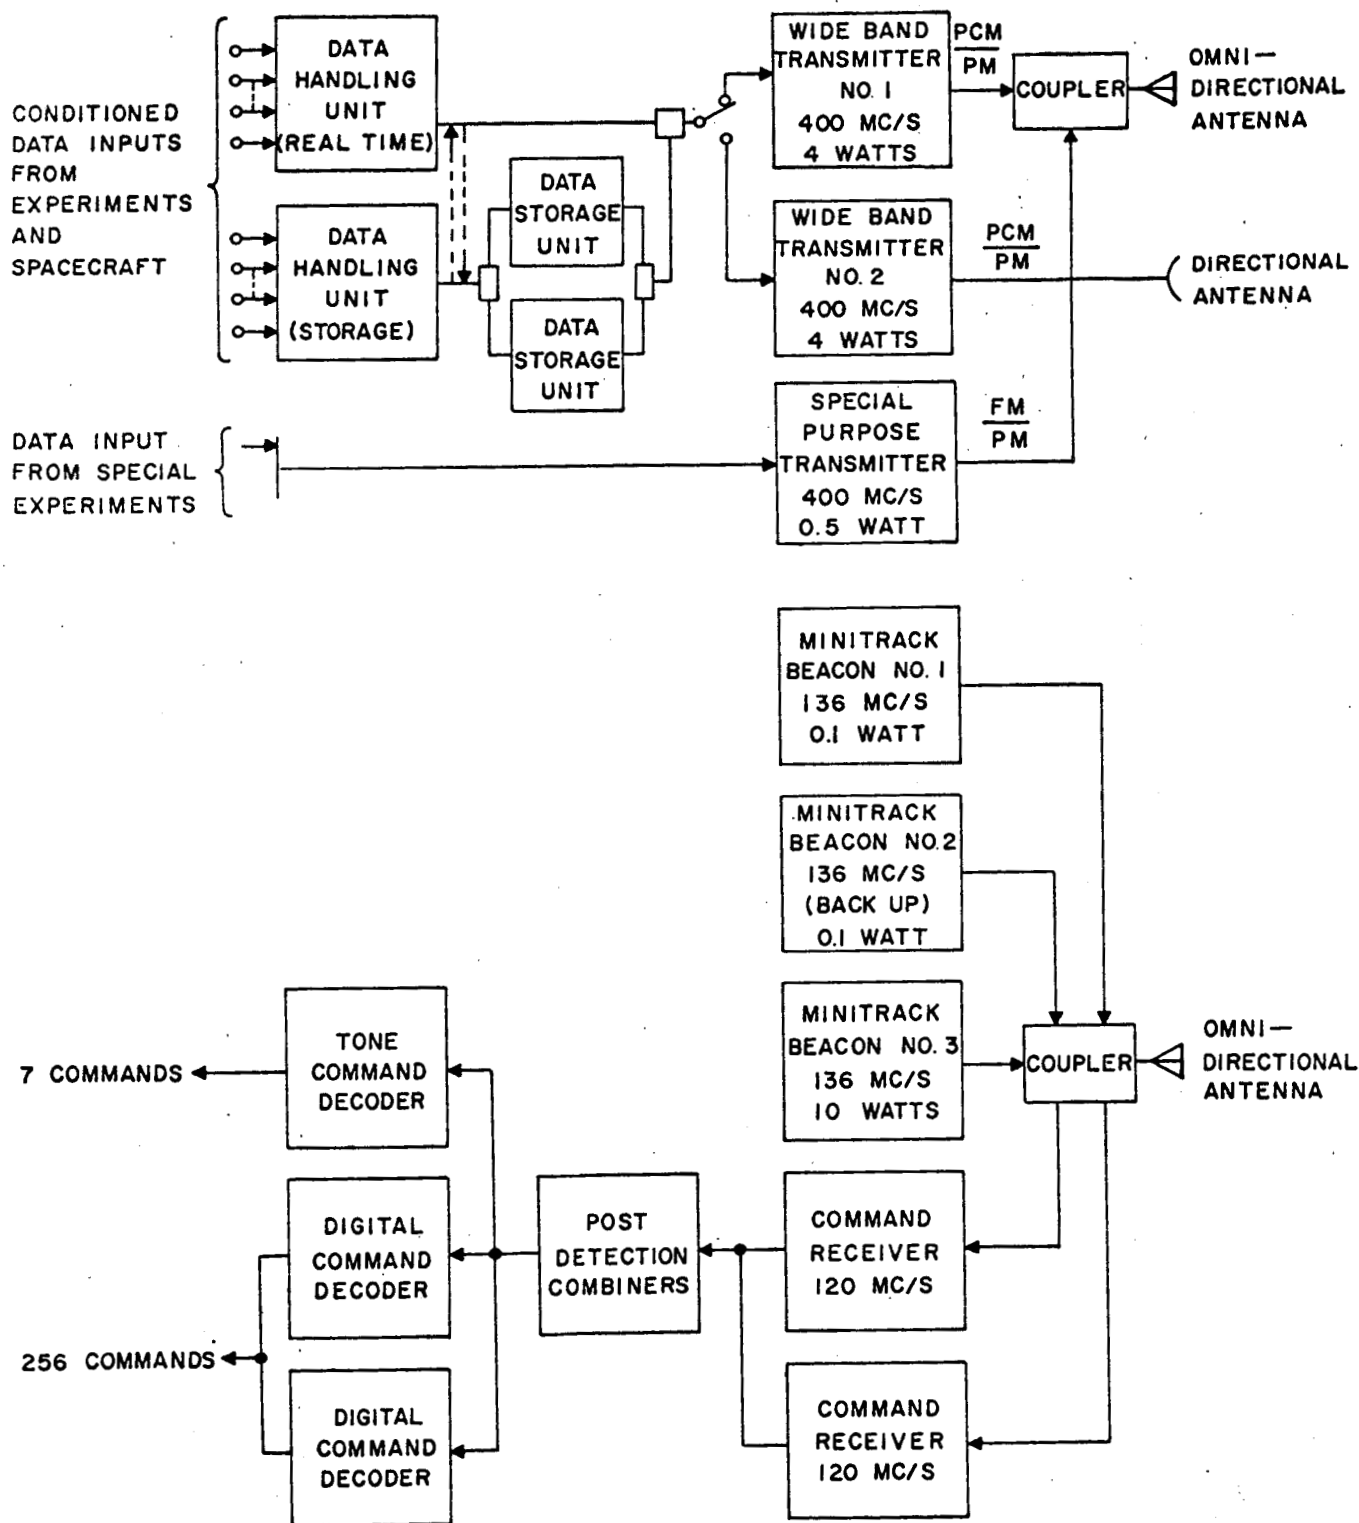 CONDITIONED
DATA INPUTS
FROM
EXPERIMENTS
AND
SPACECRAFT
DATA
HANDLING
UNIT
(REAL TIME)
DATA
HANDLING
UNIT
(STORAGE)
DATA
STORAGE
UNIT
DATA
STORAGE
UNIT
WIDE BAND
TRANSMITTER
NO. 1
400 MC/S
4 WATTS
PCM
PM
COUPLER
OMNI—
DIRECTIONAL
ANTENNA
WIDE BAND
TRANSMITTER
NO. 2
400 MC/S
4 WATTS
PCM
PM
DIRECTIONAL
ANTENNA
DATA INPUT
FROM SPECIAL
EXPERIMENTS
SPECIAL
PURPOSE
TRANSMITTER
400 MC/S
0.5 WATT
FM
PM
MINITRACK
BEACON NO. 1
136 MC/S
0.1 WATT
MINITRACK
BEACON NO. 2
136 MC/S
(BACK UP)
0.1 WATT
MINITRACK
BEACON NO. 3
136 MC/S
10 WATTS
COUPLER
OMNI—
DIRECTIONAL
ANTENNA
7 COMMANDS
TONE
COMMAND
DECODER
DIGITAL
COMMAND
DECODER
POST
DETECTION
COMBINERS
COMMAND
RECEIVER
120 MC/S
256 COMMANDS
DIGITAL
COMMAND
DECODER
COMMAND
RECEIVER
120 MC/S